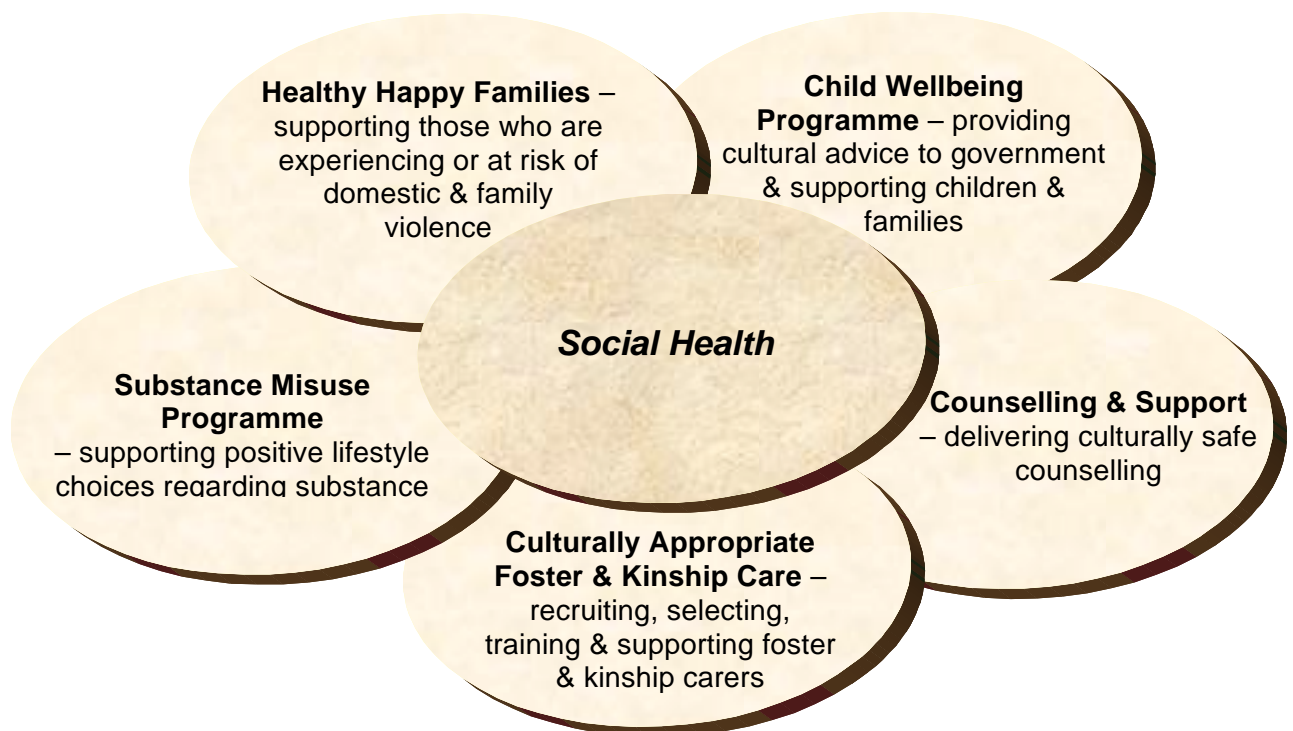 Healthy Happy Families –
supporting those who are
experiencing or at risk of
domestic & family
violence
Child Wellbeing
Programme – providing
cultural advice to government
& supporting children &
families
Social Health
Substance Misuse
Programme
– supporting positive lifestyle
choices regarding substance
Counselling & Support
– delivering culturally safe
counselling
Culturally Appropriate
Foster & Kinship Care –
recruiting, selecting,
training & supporting foster
& kinship carers